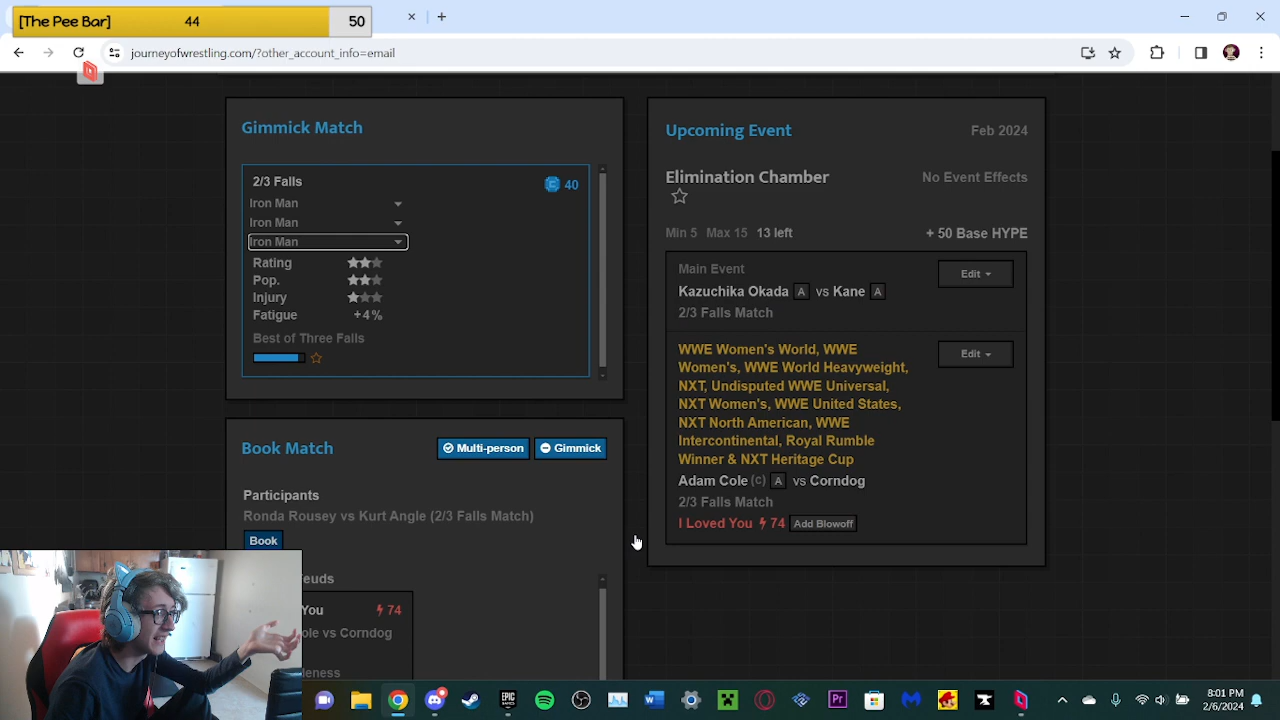 [The Pee Bar] 44 50
journeyofwrestling.com/?other_account_info=email
Gimmick Match
2/3 Falls 40
Iron Man
Iron Man
Iron Man
Rating
Pop.
Injury
Fatigue +4%
Best of Three Falls
Book Match Multi-person Gimmick
Participants
Ronda Rousey vs Kurt Angle (2/3 Falls Match)
Book
You 74
vs Corndog
Upcoming Event Feb 2024
Elimination Chamber No Event Effects
Min 5 Max 15 13 left + 50 Base HYPE
Main Event Edit
Kazuchika Okada A vs Kane A
2/3 Falls Match
WWE Women's World, WWE Edit
Women's, WWE World Heavyweight,
NXT, Undisputed WWE Universal,
NXT Women's, WWE United States,
NXT North American, WWE
Intercontinental, Royal Rumble
Winner & NXT Heritage Cup
Adam Cole (c) A vs Corndog
2/3 Falls Match
I Loved You 74 Add Blowoff
EPIC
W
Pr
8:01 PM
2/6/2024